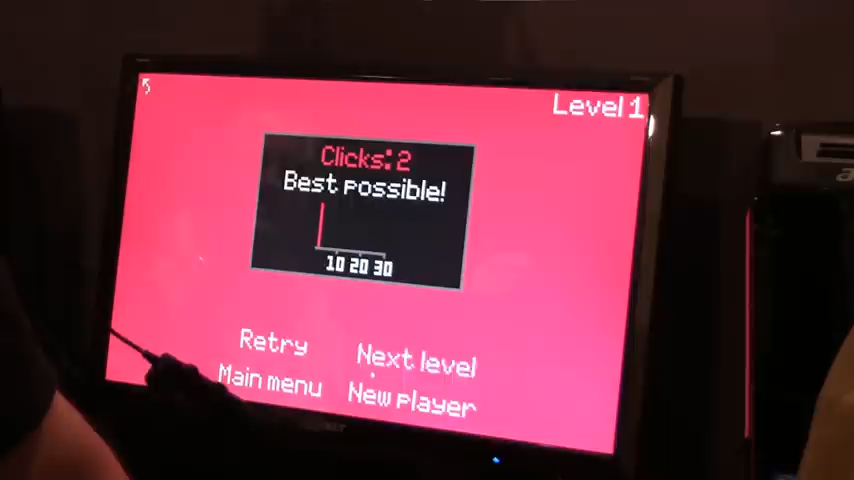 Level 1
Clicks: 2
Best possible!
10 20 30
Retry
Next level
Main menu
New player